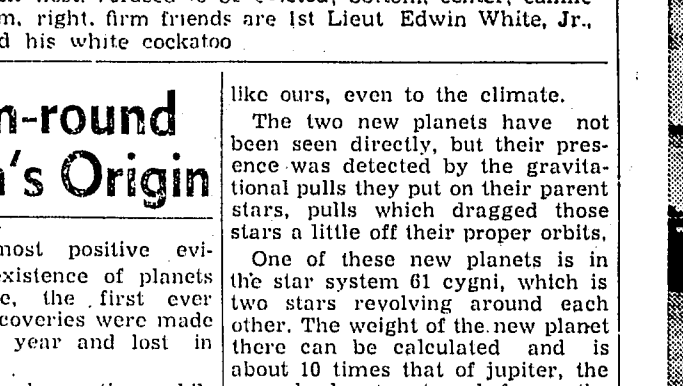 m, right, firm friends are 1st Lieut Edwin White, Jr.,
d his white cockatoo
n-round
n's Origin
most positive evi-
existence of planets
e, the first ever
coveries were made
year and lost in
like ours, even to the climate.
The two new planets have not
been seen directly, but their pres-
ence was detected by the gravita-
tional pulls they put on their parent
stars, pulls which dragged those
stars a little off their proper orbits.
One of these new planets is in
the star system 61 cygni, which is
two stars revolving around each
other. The weight of the new planet
there can be calculated and is
about 10 times that of jupiter, the